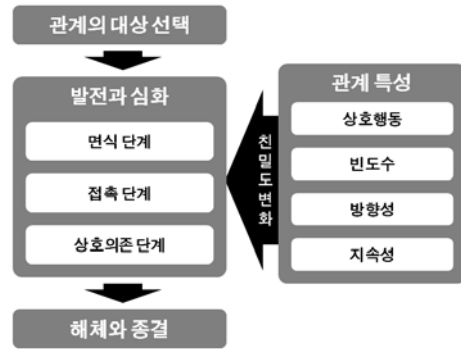 관계의 대상 선택
발전과 심화
면식 단계
접촉 단계
상호의존 단계
해체와 종결
친밀도변화
관계 특성
상호행동
빈도수
방향성
지속성